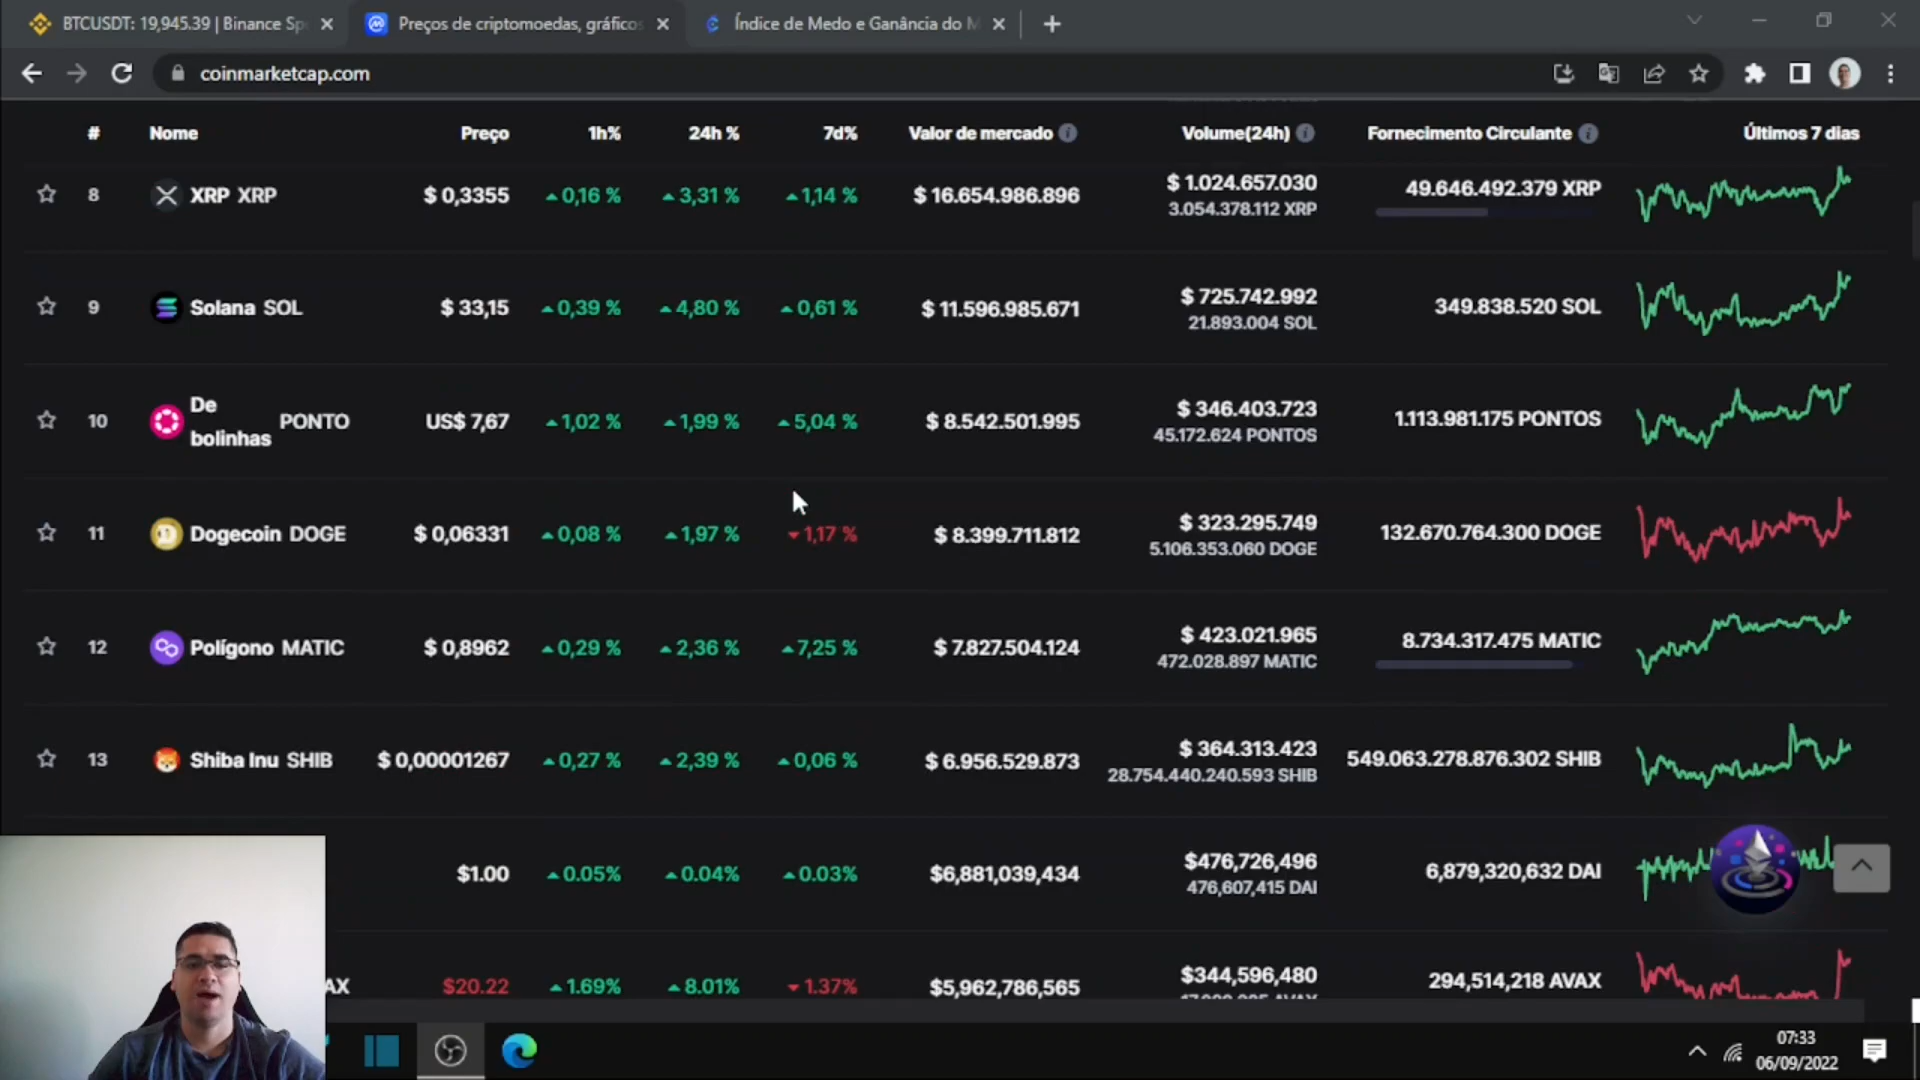 BTCUSDT: 19,945.39 | Binance Sp
Preços de criptomoedas, gráficos
Índice de Medo e Ganância do M
coinmarketcap.com
# Nome Preço 1h% 24h % 7d% Valor de mercado Volume(24h) Fornecimento Circulante Últimos 7 dias
8 XRP XRP $ 0,3355 0,16 % 3,31 % 1,14 % $ 16.654.986.896 $ 1.024.657.030 49.646.492.379 XRP
3.054.378.112 XRP
9 Solana SOL $ 33,15 0,39 % 4,80 % 0,61 % $ 11.596.985.671 $ 725.742.992 349.838.520 SOL
21.893.004 SOL
10 De bolinhas PONTO US$ 7,67 1,02 % 1,99 % 5,04 % $ 8.542.501.995 $ 346.403.723 1.113.981.175 PONTOS
45.172.624 PONTOS
11 Dogecoin DOGE $ 0,06331 0,08 % 1,97 % 1,17 % $ 8.399.711.812 $ 323.295.749 132.670.764.300 DOGE
5.106.353.060 DOGE
12 Polígono MATIC $ 0,8962 0,29 % 2,36 % 7,25 % $ 7.827.504.124 $ 423.021.965 8.734.317.475 MATIC
472.028.897 MATIC
13 Shiba Inu SHIB $ 0,00001267 0,27 % 2,39 % 0,06 % $ 6.956.529.873 $ 364.313.423 549.063.278.876.302 SHIB
28.754.440.240.593 SHIB
$1.00 0.05% 0.04% 0.03% $6,881,039,434 $476,726,496 6,879,320,632 DAI
476,607,415 DAI
AX $20.22 1.69% 8.01% 1.37% $5,962,786,565 $344,596,480 294,514,218 AVAX
07:33
06/09/2022